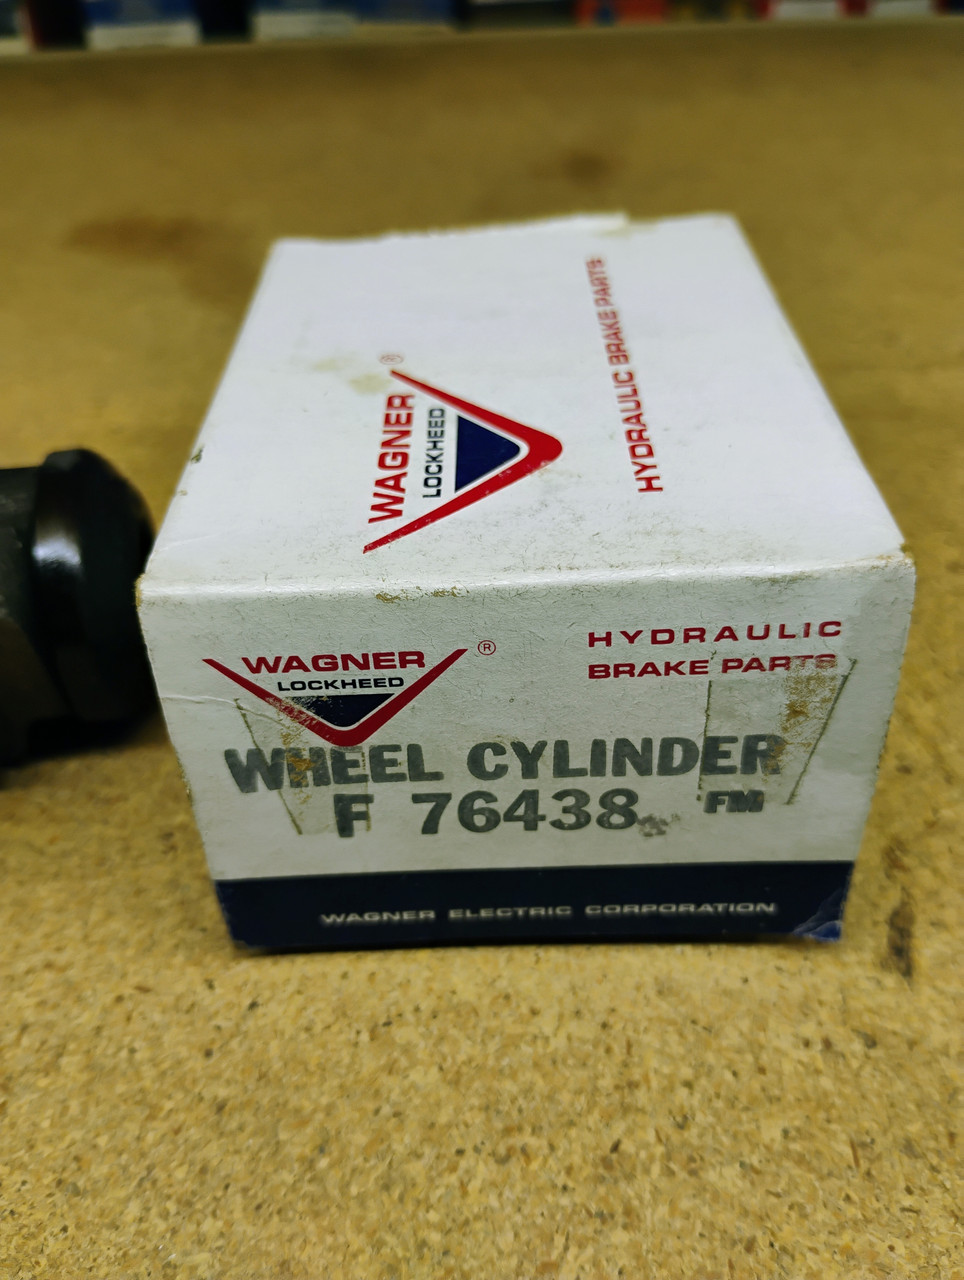 HYDRAULIC BRAKE PARTS
®
WAGNER
LOCKHEED
WAGNER ®
LOCKHEED
HYDRAULIC
BRAKE PARTS
WHEEL CYLINDER
F 76438 FM
WAGNER ELECTRIC CORPORATION